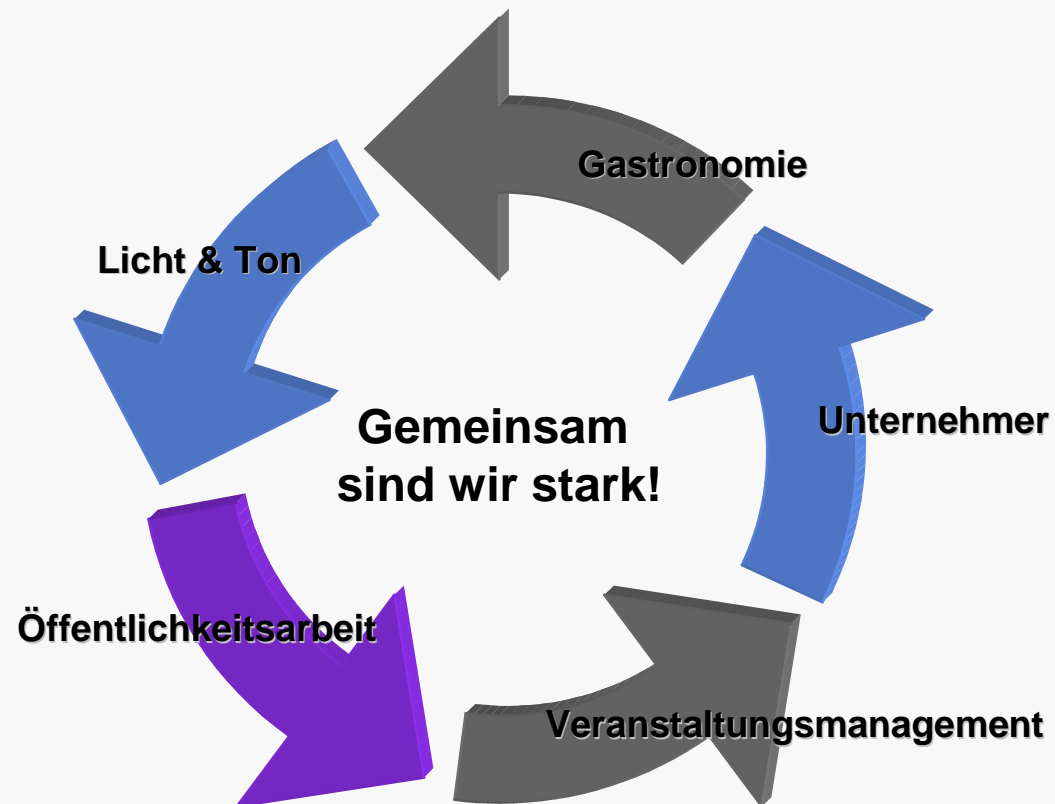 Gastronomie
Licht & Ton
Unternehmer
Gemeinsam
sind wir stark!
Öffentlichkeitsarbeit
Veranstaltungsmanagement